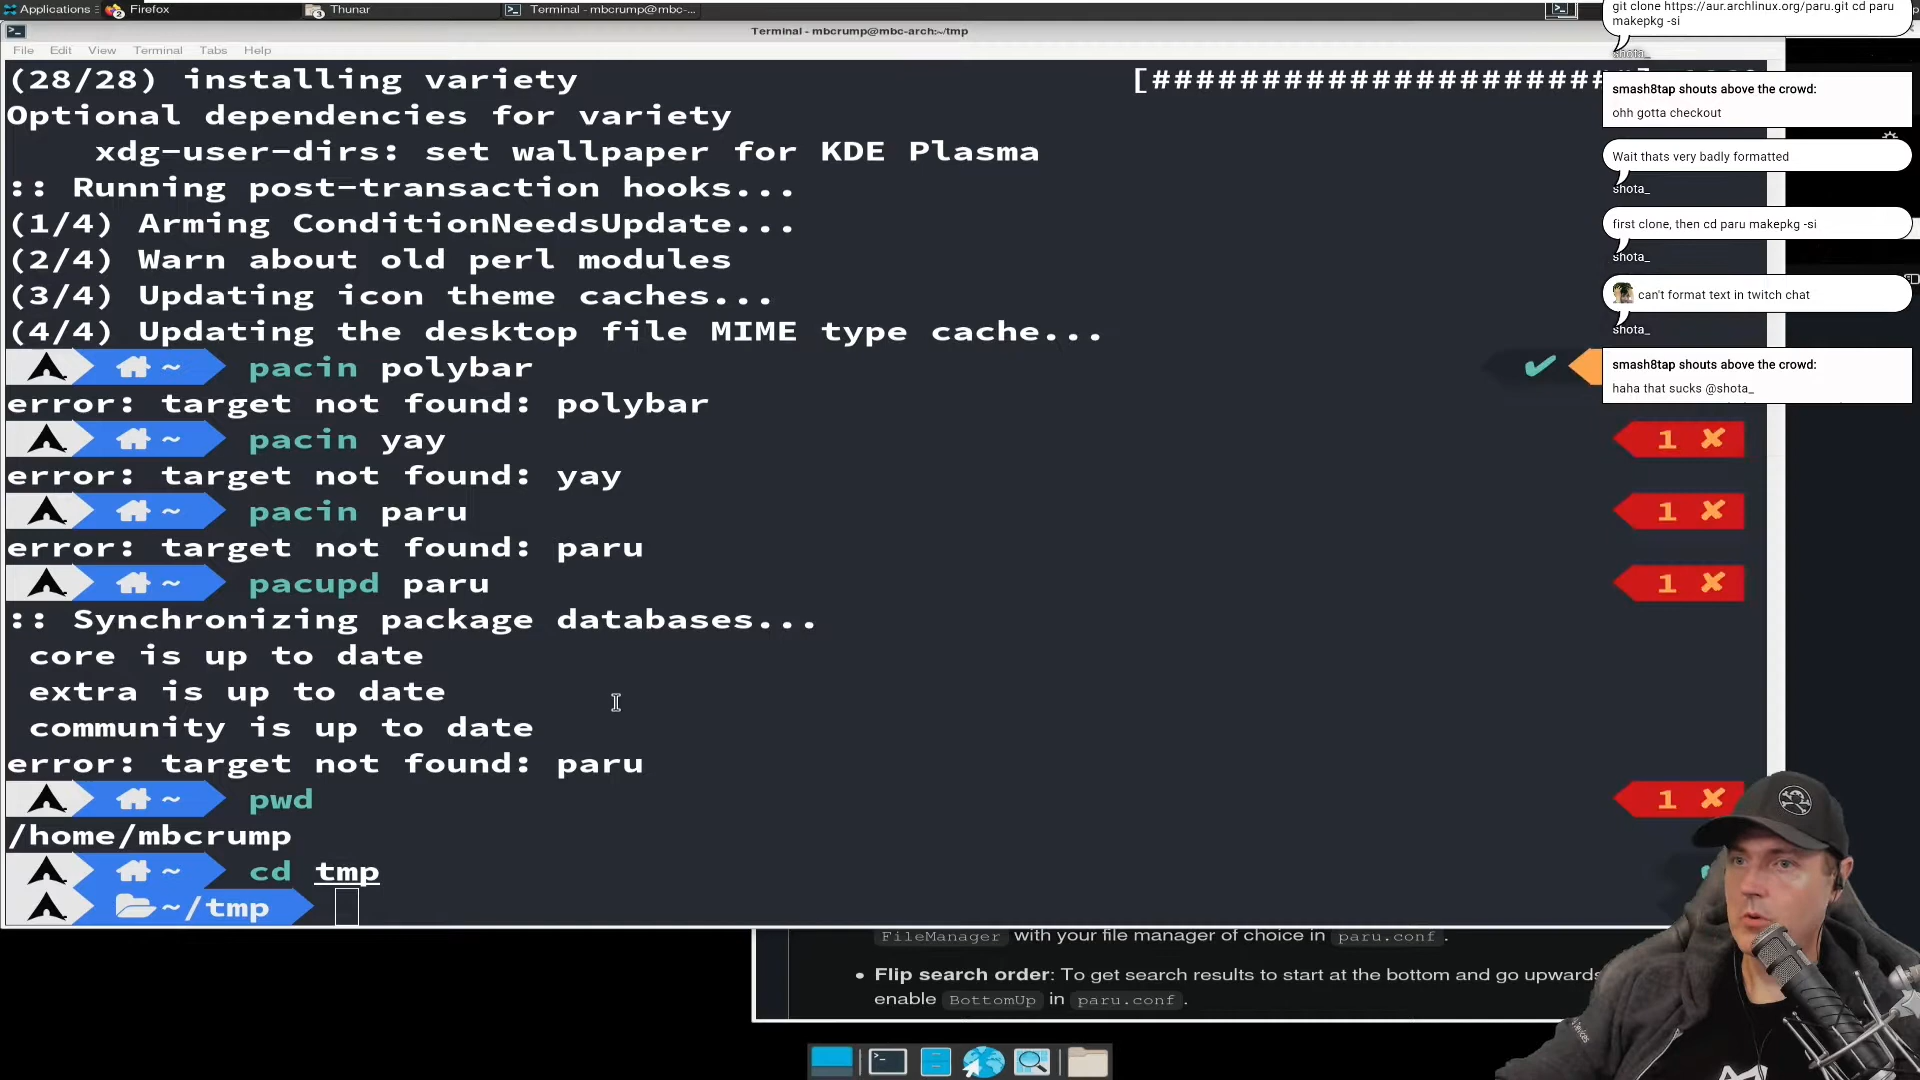 Applications
2
Firefox
3
Thunar
Terminal - mbcrump@mbc-...
Terminal - mbcrump@mbc-arch:~/tmp
File Edit View Terminal Tabs Help
(28/28) installing variety [######################
Optional dependencies for variety
xdg-user-dirs: set wallpaper for KDE Plasma
:: Running post-transaction hooks...
(1/4) Arming ConditionNeedsUpdate...
(2/4) Warn about old perl modules
(3/4) Updating icon theme caches...
(4/4) Updating the desktop file MIME type cache...
~ pacin polybar ✔
error: target not found: polybar
~ pacin yay 1 ✘
error: target not found: yay
~ pacin paru 1 ✘
error: target not found: paru
~ pacupd paru 1 ✘
:: Synchronizing package databases...
core is up to date
extra is up to date
community is up to date
error: target not found: paru
~ pwd 1 ✘
/home/mbcrump
~ cd tmp
~/tmp
git clone https://aur.archlinux.org/paru.git cd paru
makepkg -si
shota_
smash8tap shouts above the crowd:
ohh gotta checkout
Wait thats very badly formatted
shota_
first clone, then cd paru makepkg -si
shota_
can't format text in twitch chat
shota_
smash8tap shouts above the crowd:
haha that sucks @shota_
FileManager with your file manager of choice in paru.conf.
• Flip search order: To get search results to start at the bottom and go upwards
enable BottomUp in paru.conf.